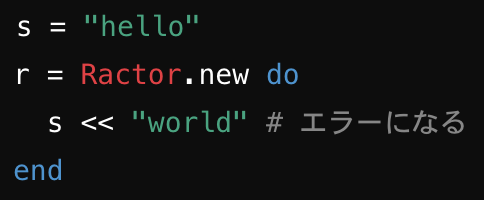 s = "hello"
r = Ractor.new do
  s << "world" # エラーになる
end